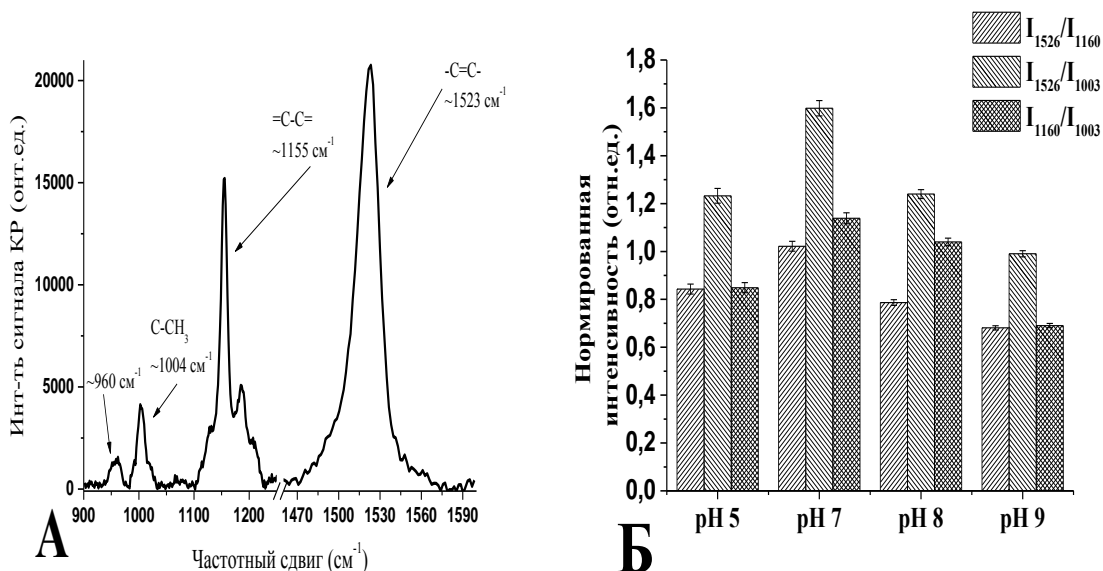 20000
15000
10000
5000
0
Инт-ть сигнала КР (онт.ед.)
-C=C-
~1523 см⁻¹
=C-C=
~1155 см⁻¹
C-CH₃
~1004 см⁻¹
~960 см⁻¹
900 1000 1100 1200 1470 1500 1530 1560 1590
Частотный сдвиг (см⁻¹)
А
I₁₅₂₆/I₁₁₆₀
I₁₅₂₆/I₁₀₀₃
I₁₁₆₀/I₁₀₀₃
1,8
1,6
1,4
1,2
1,0
0,8
0,6
0,4
0,2
0,0
Нормированная
интенсивность (отн.ед.)
pH 5 pH 7 pH 8 pH 9
Б